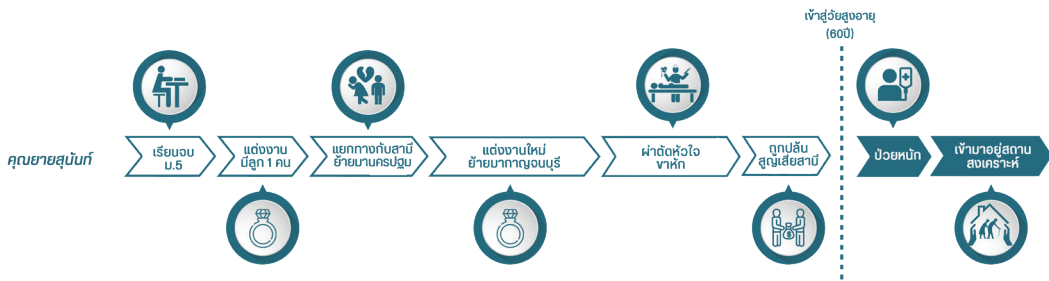 เข้าสู่วัยสูงอายุ
(60ปี)
คุณยายสุนันท์
เรียนจบ
ม.5
แต่งงาน
มีลูก 1 คน
แยกทางกับสามี
ย้ายมานครปฐม
แต่งงานใหม่
ย้ายมากาญจนบุรี
ผ่าตัดหัวใจ
ขาหัก
ถูกปล้น
สูญเสียสามี
ป่วยหนัก
เข้ามาอยู่สถาน
สงเคราะห์